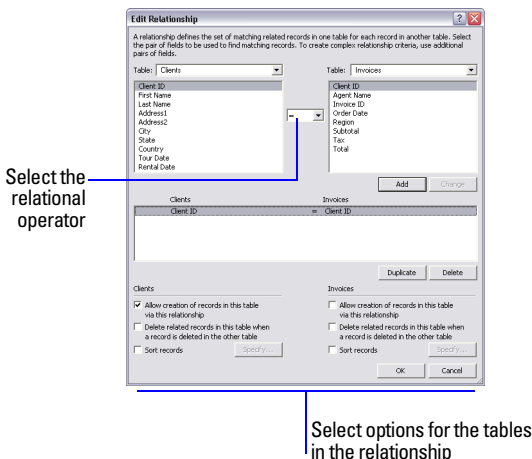 Edit Relationship
A relationship defines the set of matching related records in one table for each record in another table. Select
the pair of fields to be used to find matching records. To create complex relationship criteria, use additional
pairs of fields.
Table: Clients
Table: Invoices
Client ID
First Name
Last Name
Address1
Address2
City
State
Country
Tour Date
Rental Date
=
Client ID
Agent Name
Invoice ID
Order Date
Region
Subtotal
Tax
Total
Select the
relational
operator
Add Change
Clients Invoices
Client ID = Client ID
Duplicate Delete
Clients
Allow creation of records in this table
via this relationship
Delete related records in this table when
a record is deleted in the other table
Sort records Specify...
Invoices
Allow creation of records in this table
via this relationship
Delete related records in this table when
a record is deleted in the other table
Sort records Specify...
OK Cancel
Select options for the tables
in the relationship